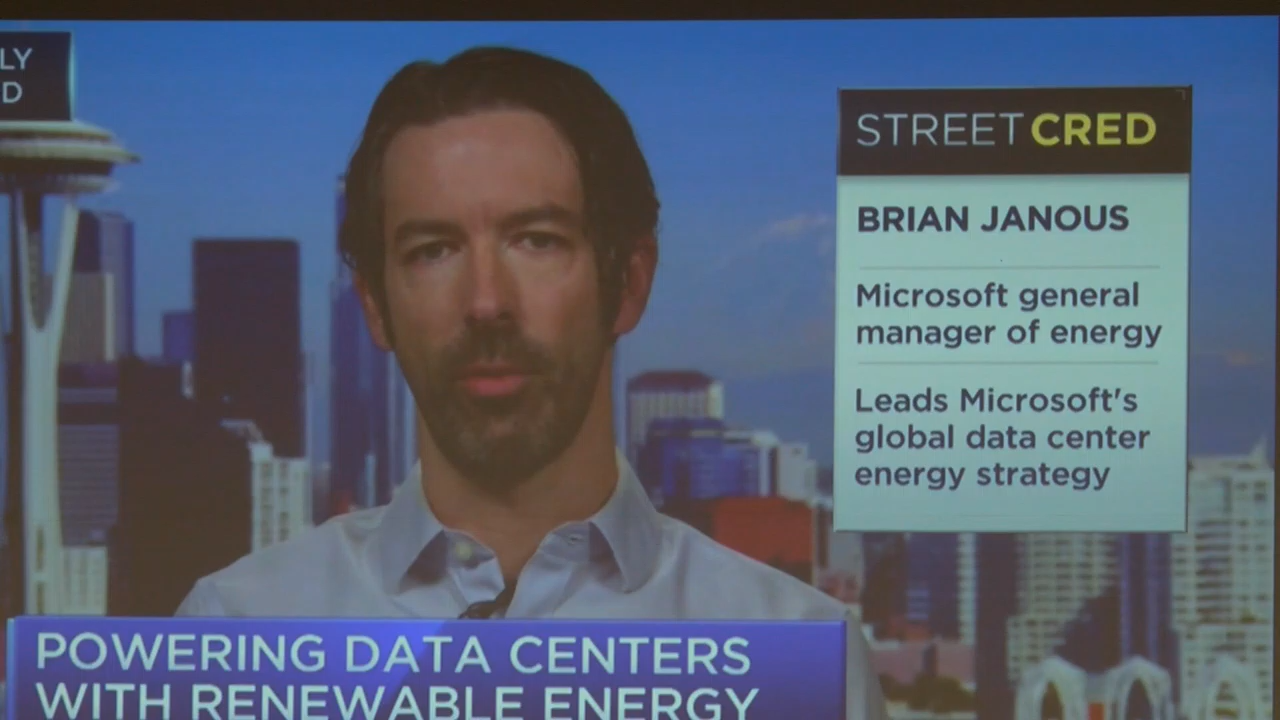 LY
D
STREET CRED
BRIAN JANOUS
Microsoft general
manager of energy
Leads Microsoft's
global data center
energy strategy
POWERING DATA CENTERS
WITH RENEWABLE ENERGY